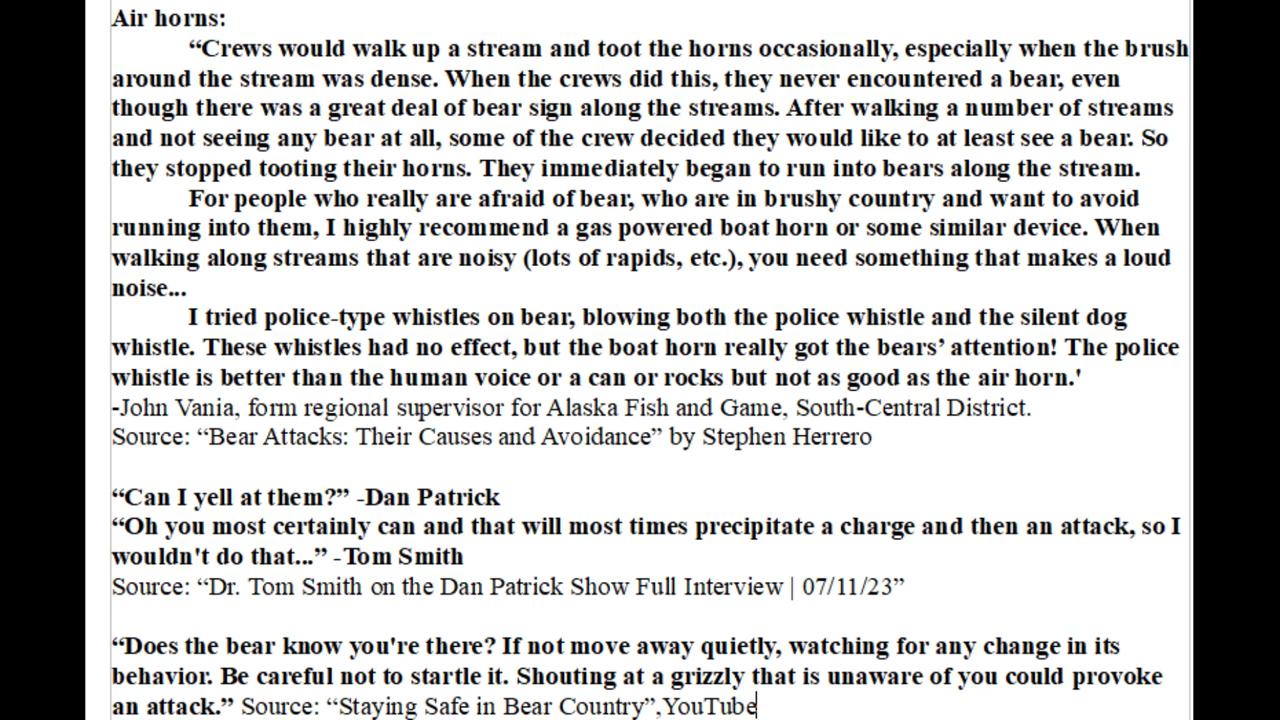 Air horns:
“Crews would walk up a stream and toot the horns occasionally, especially when the brush
around the stream was dense. When the crews did this, they never encountered a bear, even
though there was a great deal of bear sign along the streams. After walking a number of streams
and not seeing any bear at all, some of the crew decided they would like to at least see a bear. So
they stopped tooting their horns. They immediately began to run into bears along the stream.
For people who really are afraid of bear, who are in brushy country and want to avoid
running into them, I highly recommend a gas powered boat horn or some similar device. When
walking along streams that are noisy (lots of rapids, etc.), you need something that makes a loud
noise...
I tried police-type whistles on bear, blowing both the police whistle and the silent dog
whistle. These whistles had no effect, but the boat horn really got the bears’ attention! The police
whistle is better than the human voice or a can or rocks but not as good as the air horn.'
-John Vania, form regional supervisor for Alaska Fish and Game, South-Central District.
Source: “Bear Attacks: Their Causes and Avoidance” by Stephen Herrero
“Can I yell at them?” -Dan Patrick
“Oh you most certainly can and that will most times precipitate a charge and then an attack, so I
wouldn't do that...” -Tom Smith
Source: “Dr. Tom Smith on the Dan Patrick Show Full Interview | 07/11/23”
“Does the bear know you're there? If not move away quietly, watching for any change in its
behavior. Be careful not to startle it. Shouting at a grizzly that is unaware of you could provoke
an attack.” Source: “Staying Safe in Bear Country”,YouTube